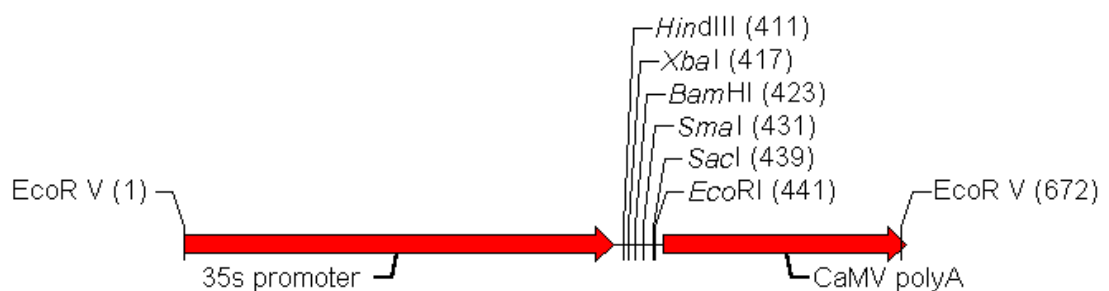 HindIII (411)
XbaI (417)
BamHI (423)
SmaI (431)
SacI (439)
EcoR V (1)
EcoRI (441)
EcoR V (672)
35s promoter
CaMV polyA